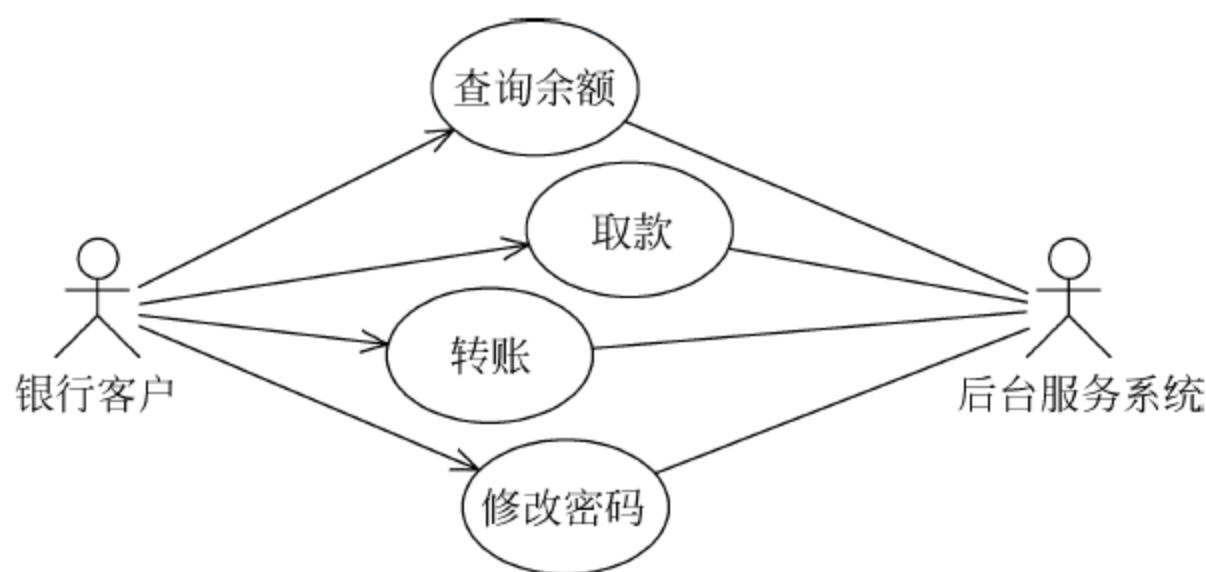 查询余额
取款
转账
银行客户
后台服务系统
修改密码